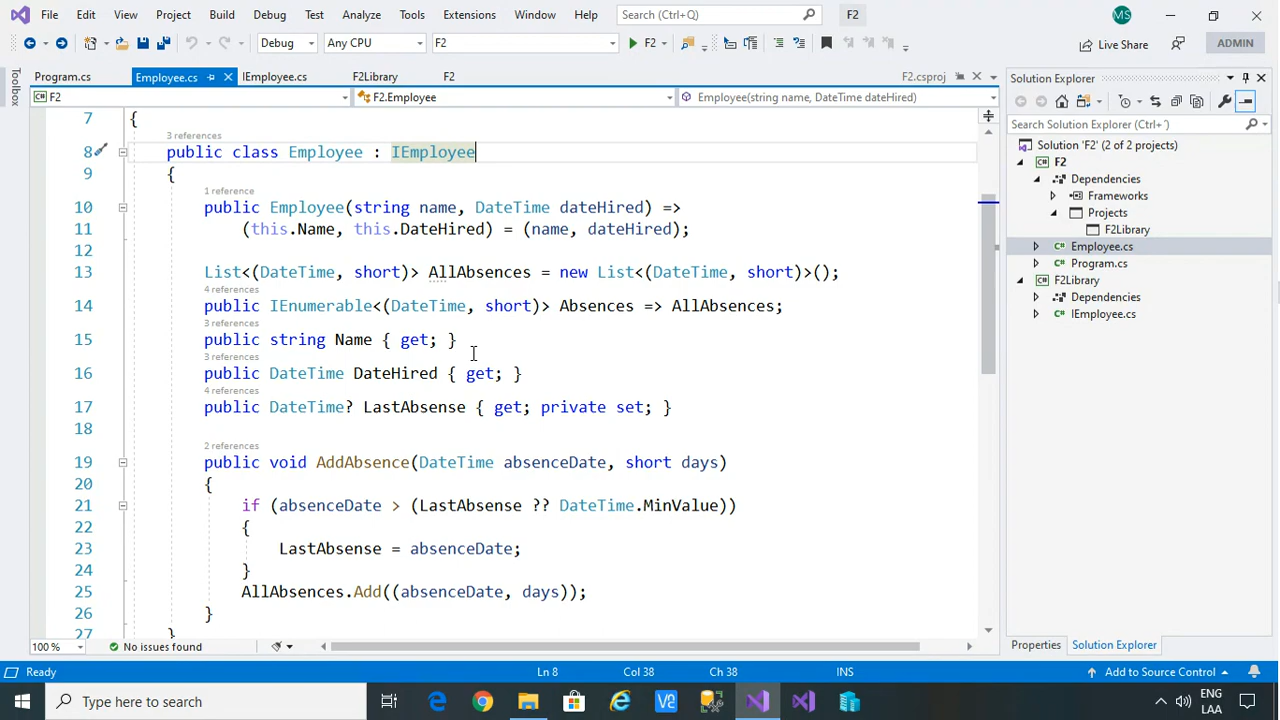 File Edit View Project Build Debug Test Analyze Tools Extensions Window Help Search (Ctrl+Q) F2 MS
Debug Any CPU F2 F2 Live Share ADMIN
Program.cs Employee.cs IEmployee.cs F2Library F2 F2.csproj
F2 F2.Employee Employee(string name, DateTime dateHired)
Toolbox
7 {
3 references
8 public class Employee : IEmployee
9 {
1 reference
10 public Employee(string name, DateTime dateHired) =>
11 (this.Name, this.DateHired) = (name, dateHired);
12
13 List<(DateTime, short)> AllAbsences = new List<(DateTime, short)>();
4 references
14 public IEnumerable<(DateTime, short)> Absences => AllAbsences;
3 references
15 public string Name { get; }
3 references
16 public DateTime DateHired { get; }
4 references
17 public DateTime? LastAbsense { get; private set; }
18
2 references
19 public void AddAbsence(DateTime absenceDate, short days)
20 {
21 if (absenceDate > (LastAbsense ?? DateTime.MinValue))
22 {
23 LastAbsense = absenceDate;
24 }
25 AllAbsences.Add((absenceDate, days));
26 }
27 }
100 % No issues found
Solution Explorer
Search Solution Explorer (Ctrl+´)
Solution 'F2' (2 of 2 projects)
F2
Dependencies
Frameworks
Projects
F2Library
Employee.cs
Program.cs
F2Library
Dependencies
IEmployee.cs
Properties Solution Explorer
Ready Ln 8 Col 38 Ch 38 INS Add to Source Control
Type here to search ENG
LAA